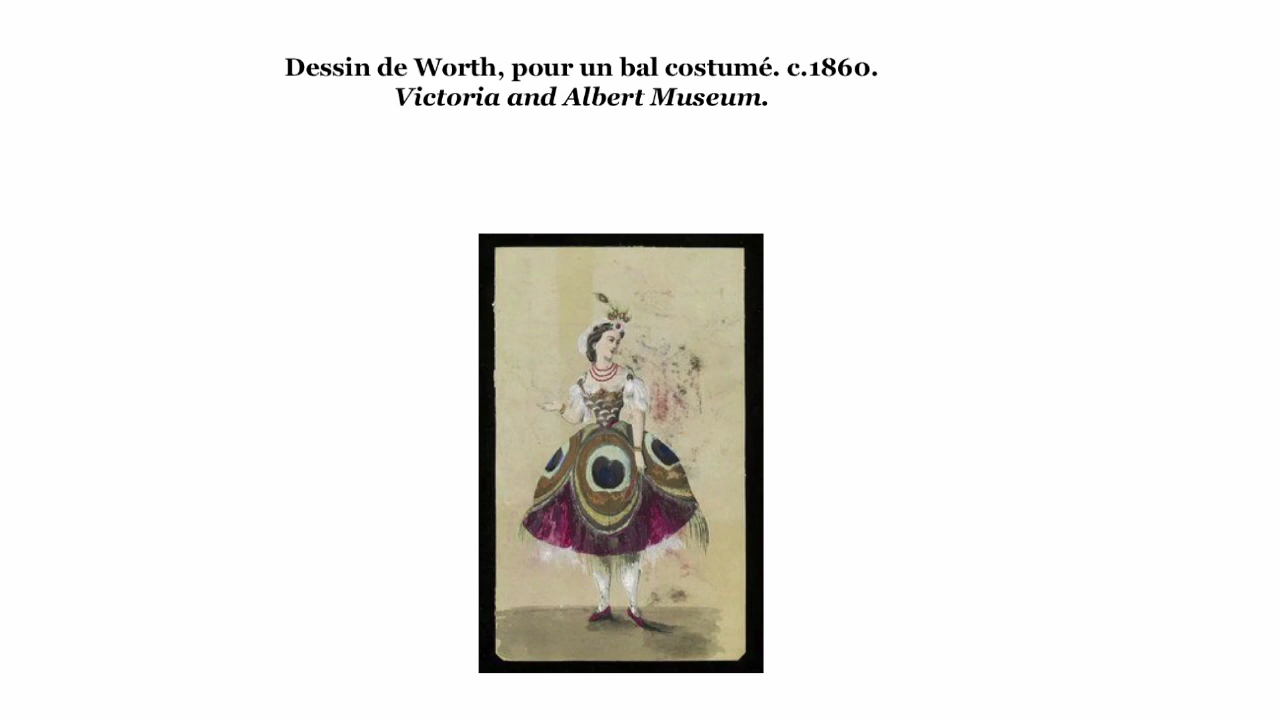 Dessin de Worth, pour un bal costumé. c.1860.
Victoria and Albert Museum.